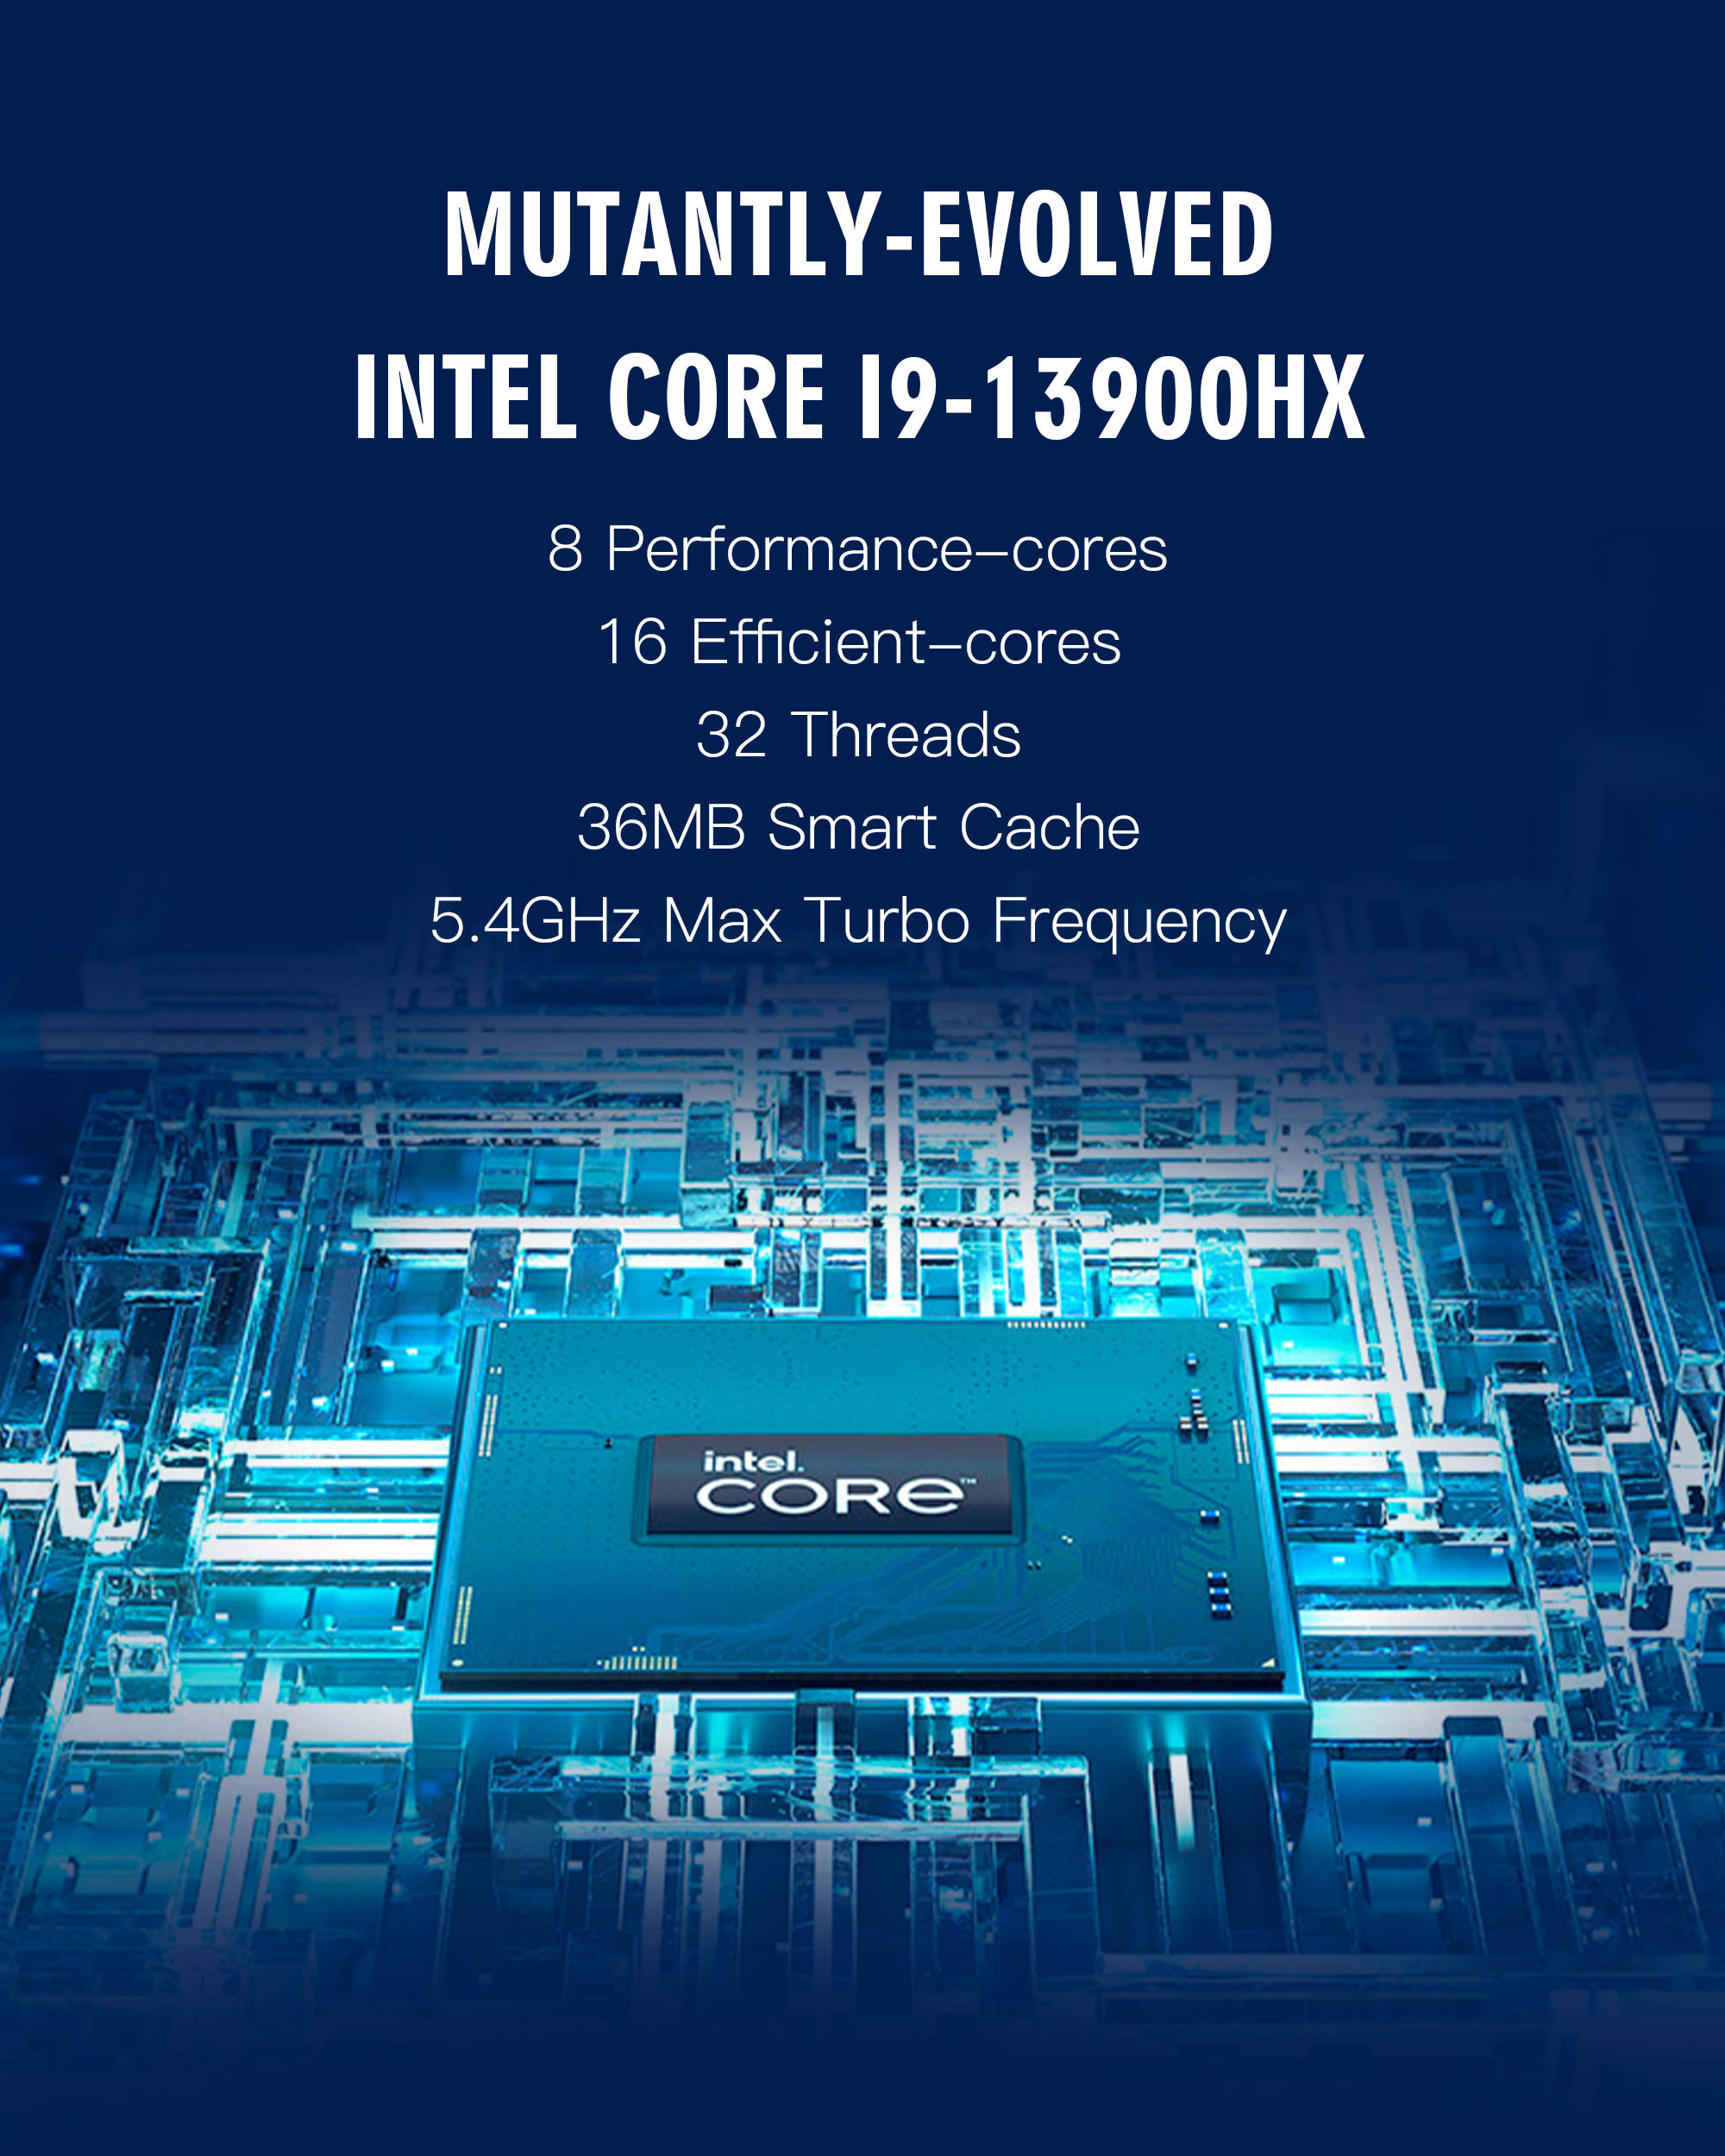 MUTANTLY-EVOLVED
INTEL CORE I9-13900HX
8 Performance-cores
16 Efficient-cores
32 Threads
36MB Smart Cache
5.4GHz Max Turbo Frequency
intel.
CORe™